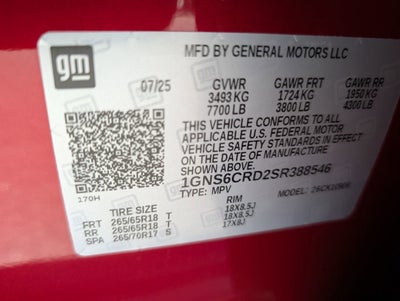 gm
MFD BY GENERAL MOTORS LLC
07/25 GVWR GAWR FRT GAWR RR
3493 KG 1724 KG 1950 KG
7700 LB 3800 LB 4300 LB
THIS VEHICLE CONFORMS TO ALL
APPLICABLE U.S. FEDERAL MOTOR
VEHICLE SAFETY STANDARDS IN
EFFECT ON THE DATE OF MANUFACTURE
SHOWN ABOVE.
1GNS6CRD2SR388546
170H TYPE: MPV MODEL:
TIRE SIZE RIM
FRT 265/65R18 T 18X8.5J
RR 265/65R18 T 18X8.5J
SPA 265/70R17 S 17X8J